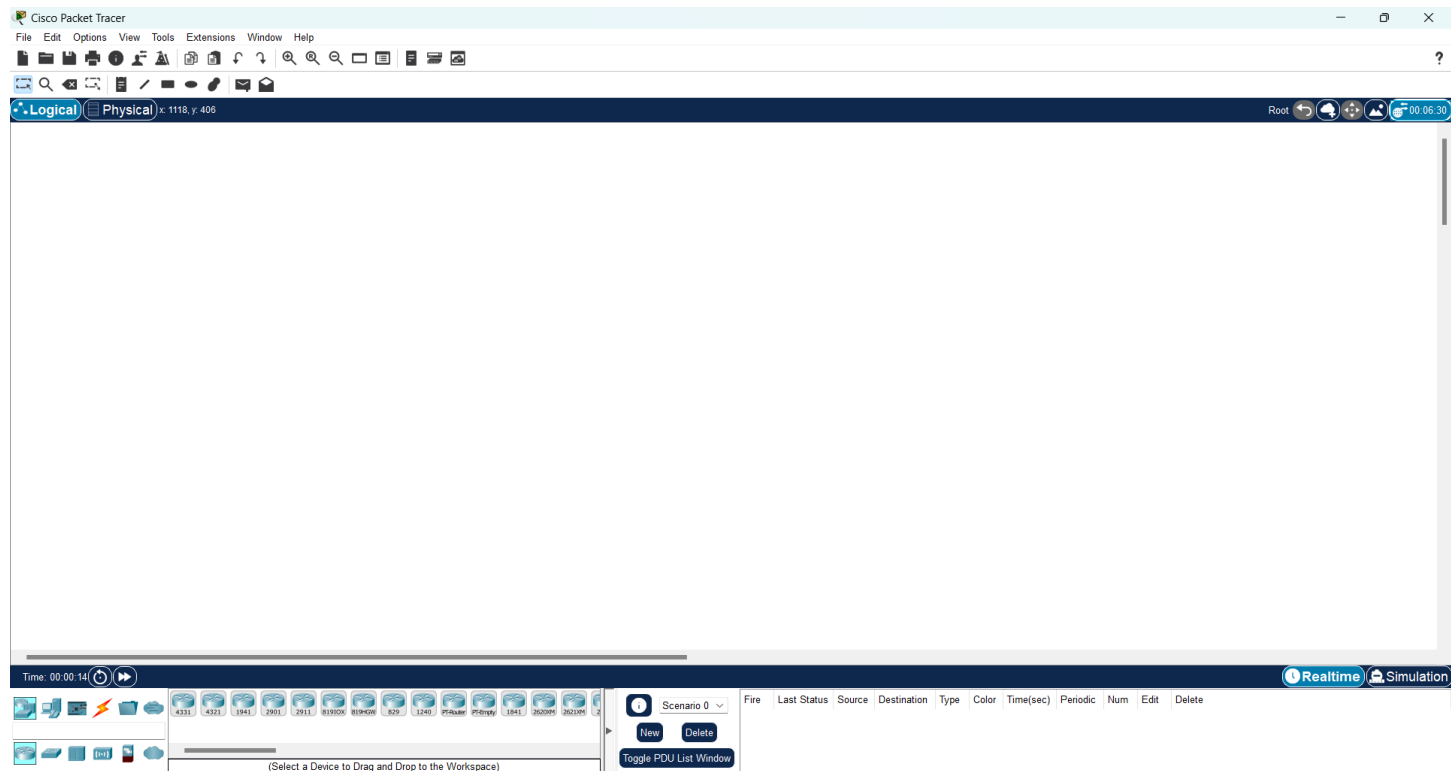 Cisco Packet Tracer
File Edit Options View Tools Extensions Window Help
?
Logical Physical x: 1118, y: 406 Root 00:06:30
Time: 00:00:14 Realtime Simulation
4331 4321 1941 2901 2911 819IOX 819HGW 829 1240 PT-Router PT-Empty 1841 2620XM 2621XM 2
Scenario 0 Fire Last Status Source Destination Type Color Time(sec) Periodic Num Edit Delete
New Delete
Toggle PDU List Window
(Select a Device to Drag and Drop to the Workspace)